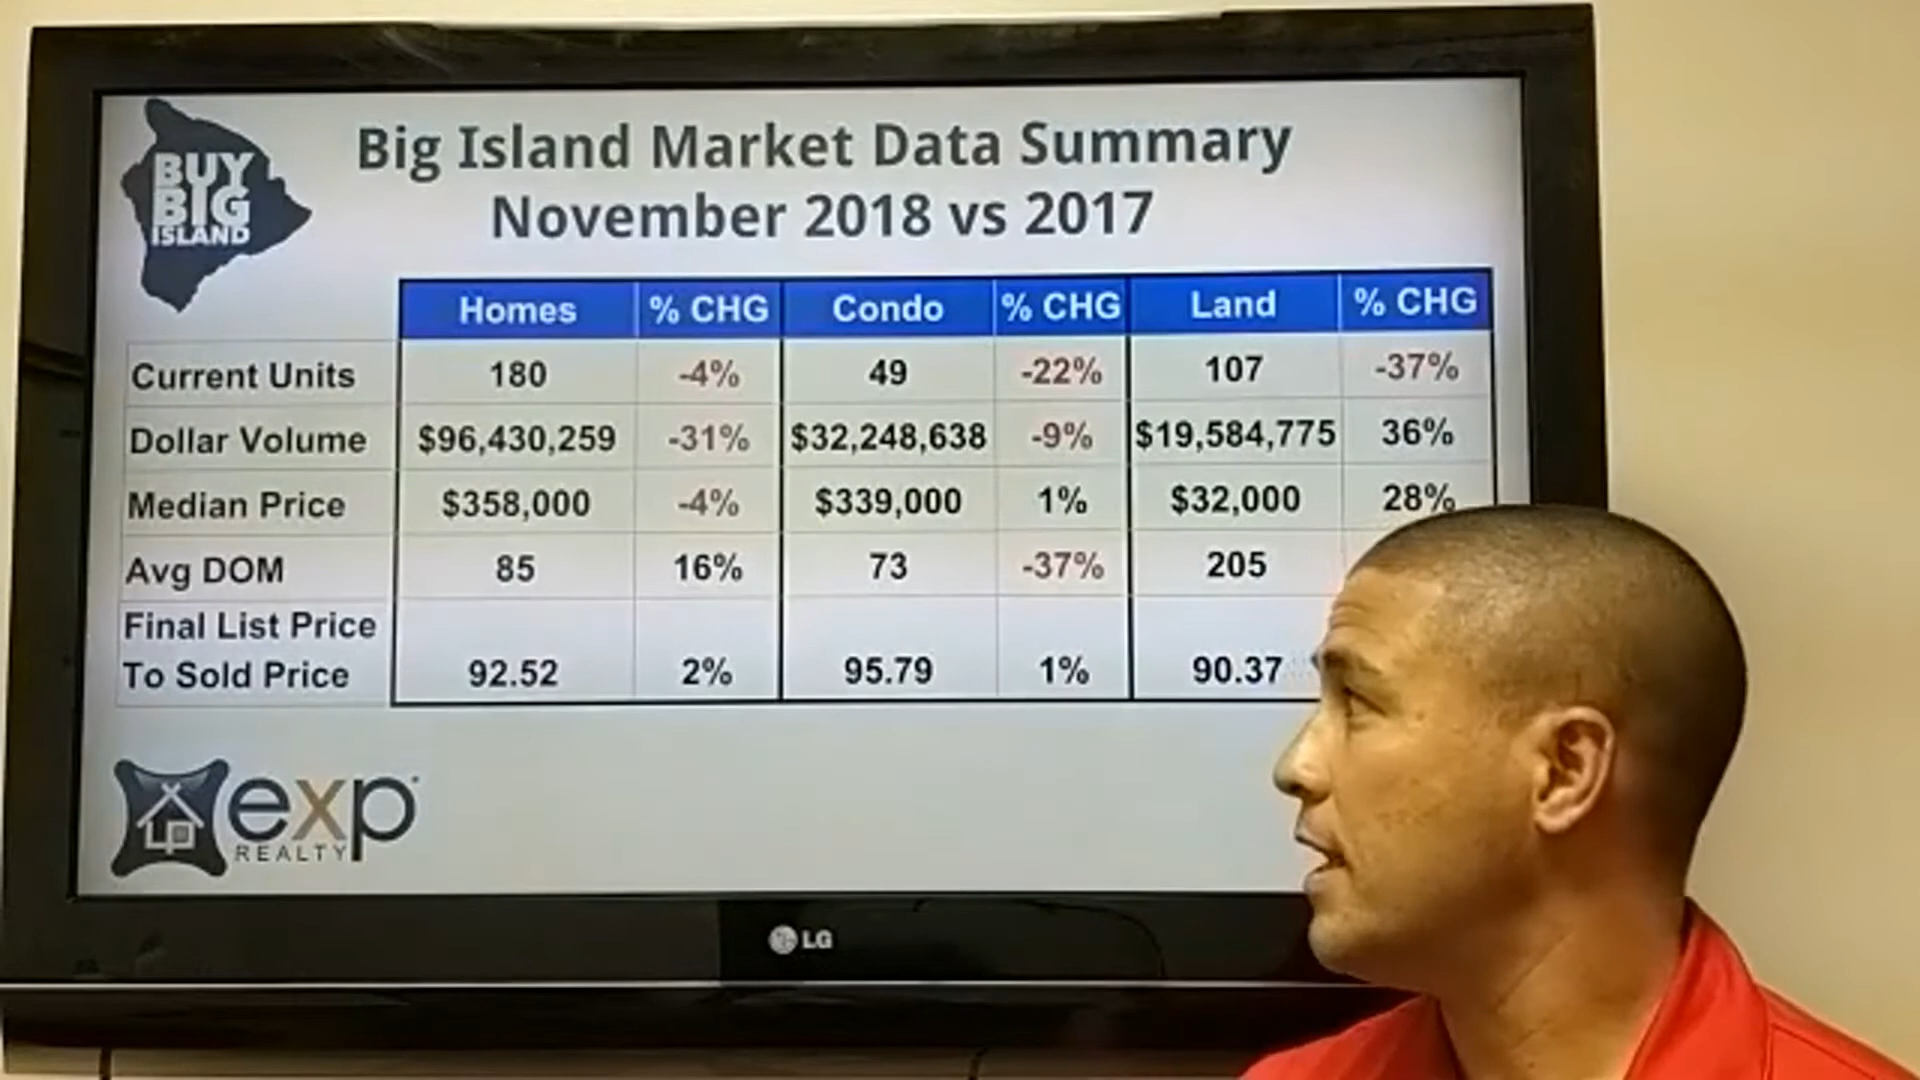 BUY
BIG
ISLAND
Big Island Market Data Summary
November 2018 vs 2017
Homes % CHG Condo % CHG Land % CHG
Current Units 180 -4% 49 -22% 107 -37%
Dollar Volume $96,430,259 -31% $32,248,638 -9% $19,584,775 36%
Median Price $358,000 -4% $339,000 1% $32,000 28%
Avg DOM 85 16% 73 -37% 205
Final List Price
To Sold Price 92.52 2% 95.79 1% 90.37
exp
REALTY
LG